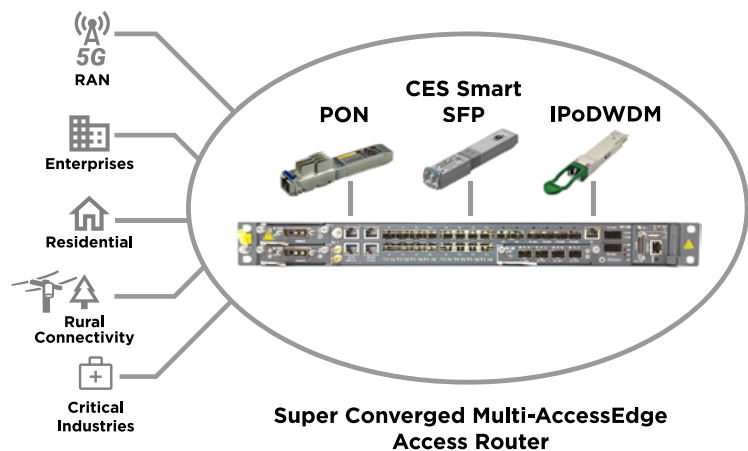 5G
RAN
Enterprises
Residential
Rural
Connectivity
Critical
Industries
PON
CES Smart
SFP
IPoDWDM
Super Converged Multi-AccessEdge
Access Router